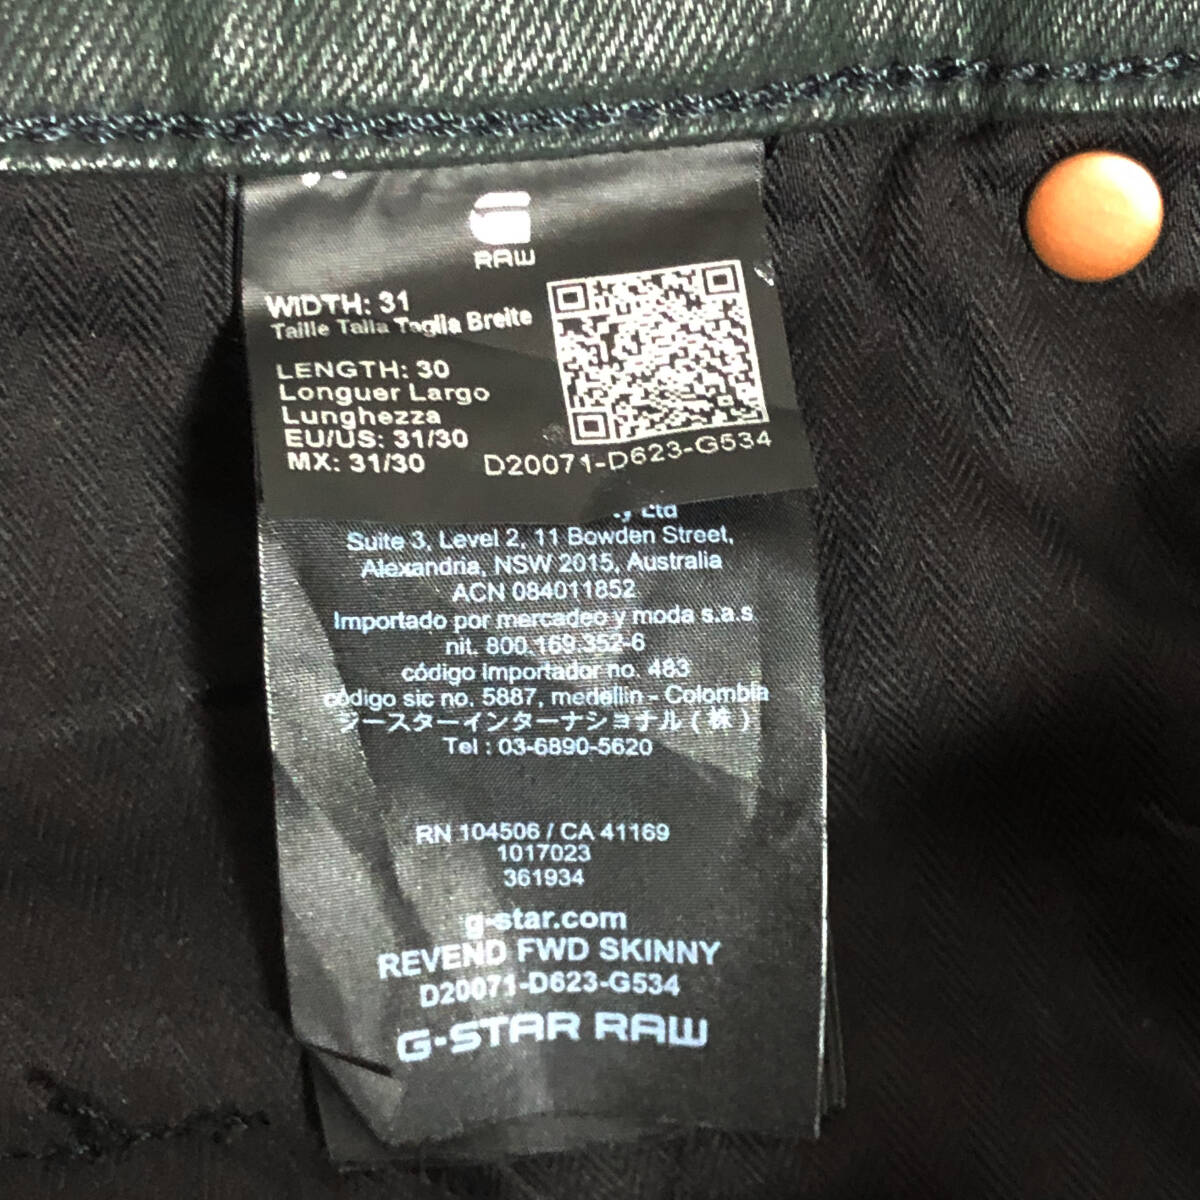 RAW
WIDTH: 31
Taille Talla Taglia Breite
LENGTH: 30
Longuer Largo
Lunghezza
EU/US: 31/30
MX: 31/30
D20071-D623-G534
Ltd
Suite 3, Level 2, 11 Bowden Street,
Alexandria, NSW 2015, Australia
ACN 084011852
Importado por mercadeo y moda s.a.s
nit. 800.169.352-6
código importador no. 483
código sic no. 5887, medellin - Colombia
ジースターインターナショナル(株)
Tel : 03-6890-5620
RN 104506 / CA 41169
1017023
361934
g-star.com
REVEND FWD SKINNY
D20071-D623-G534
G-STAR RAW